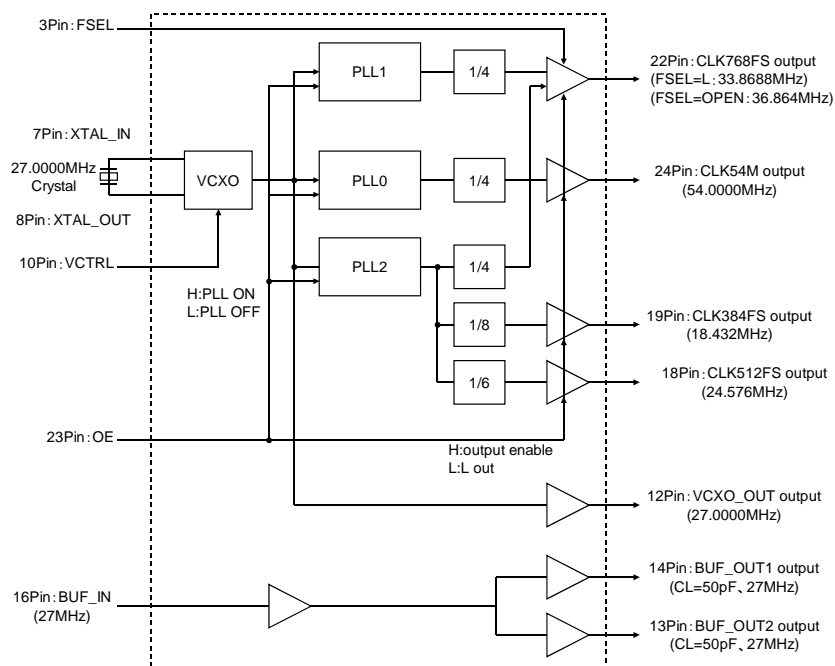 3Pin:FSEL
PLL1
1/4
22Pin:CLK768FS output
(FSEL=L:33.8688MHz)
(FSEL=OPEN:36.864MHz)
7Pin:XTAL_IN
27.0000MHz
Crystal
8Pin:XTAL_OUT
VCXO
PLL0
1/4
24Pin:CLK54M output
(54.0000MHz)
10Pin:VCTRL
PLL2
1/4
H:PLL ON
L:PLL OFF
1/8
19Pin:CLK384FS output
(18.432MHz)
1/6
18Pin:CLK512FS output
(24.576MHz)
23Pin:OE
H:output enable
L:L out
12Pin:VCXO_OUT output
(27.0000MHz)
16Pin:BUF_IN
(27MHz)
14Pin:BUF_OUT1 output
(CL=50pF、27MHz)
13Pin:BUF_OUT2 output
(CL=50pF、27MHz)